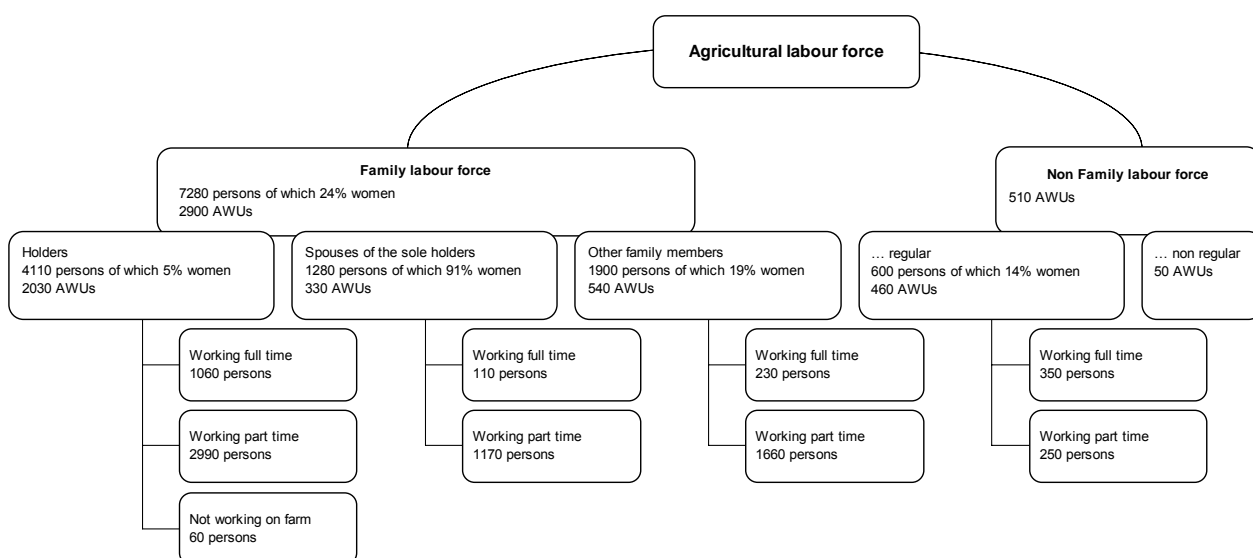 Agricultural labour force
Family labour force
7280 persons of which 24% women
2900 AWUs
Non Family labour force
510 AWUs
Holders
4110 persons of which 5% women
2030 AWUs
Spouses of the sole holders
1280 persons of which 91% women
330 AWUs
Other family members
1900 persons of which 19% women
540 AWUs
… regular
600 persons of which 14% women
460 AWUs
… non regular
50 AWUs
Working full time
1060 persons
Working part time
2990 persons
Not working on farm
60 persons
Working full time
110 persons
Working part time
1170 persons
Working full time
230 persons
Working part time
1660 persons
Working full time
350 persons
Working part time
250 persons